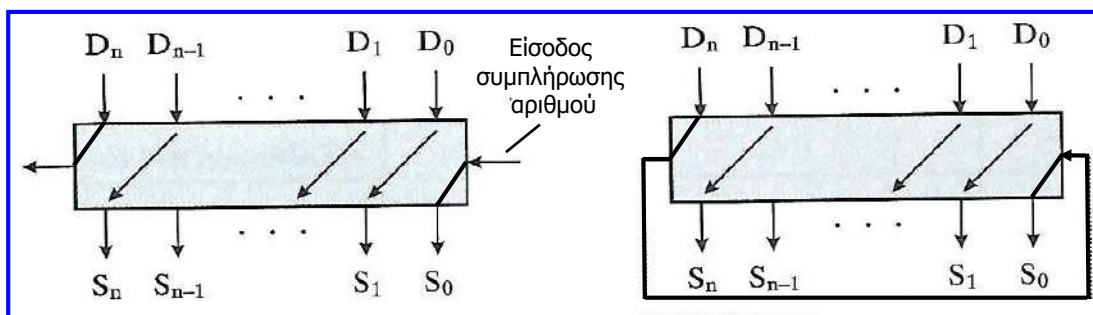 Dn Dn-1 . . . D1 D0
Είσοδος
συμπλήρωσης
αριθμού
. . .
Sn Sn-1 S1 S0
Dn Dn-1 . . . D1 D0
. . .
Sn Sn-1 S1 S0